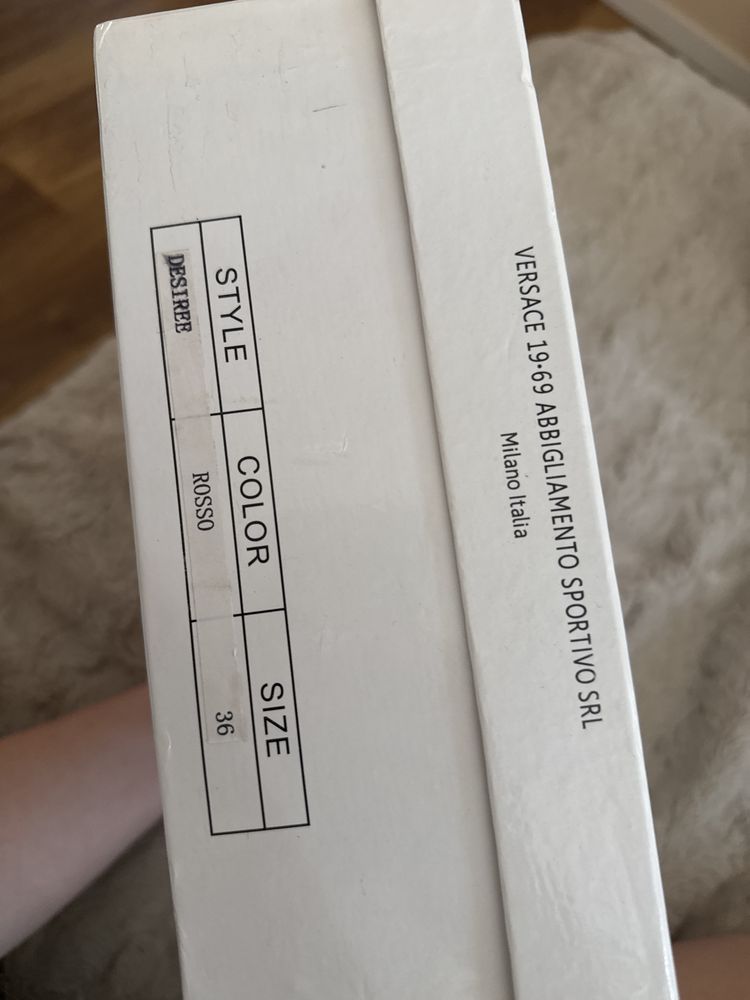 VERSACE 19•69 ABBIGLIAMENTO SPORTIVO SRL
Milano Italia
STYLE COLOR SIZE
DESIREE ROSSO 36